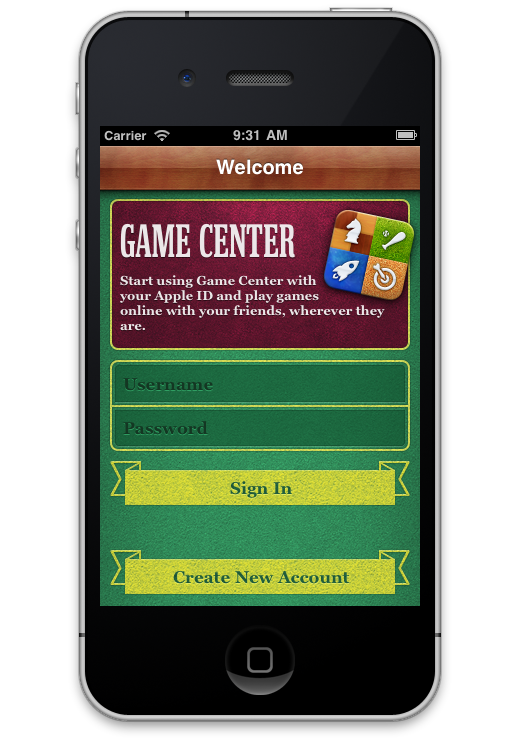 Carrier 9:31 AM
Welcome
GAME CENTER
Start using Game Center with
your Apple ID and play games
online with your friends, wherever they
are.
Username
Password
Sign In
Create New Account